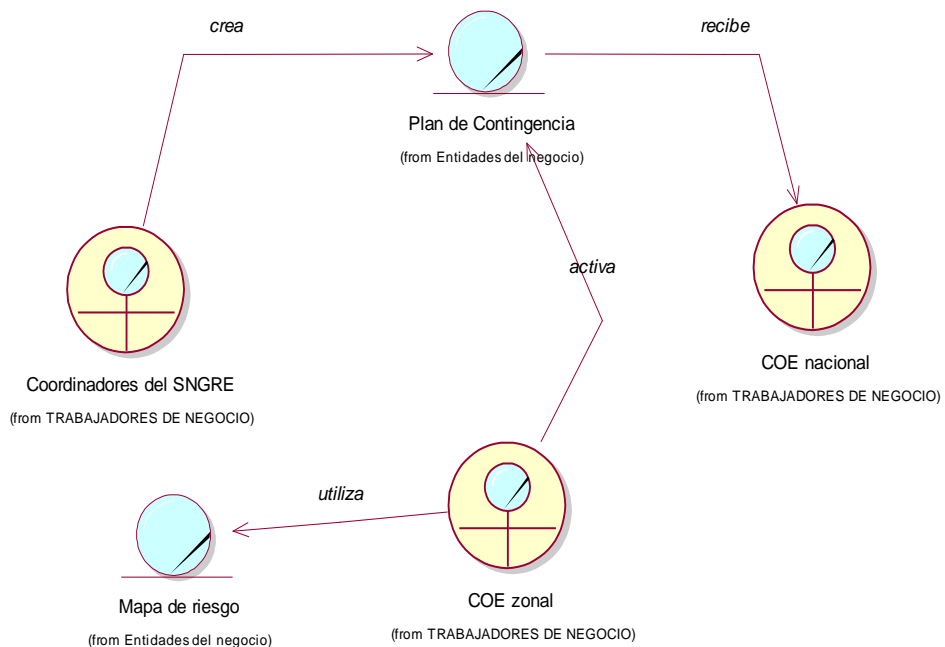 crea
recibe
Plan de Contingencia
(from Entidades del negocio)
activa
Coordinadores del SNGRE
(from TRABAJADORES DE NEGOCIO)
COE nacional
(from TRABAJADORES DE NEGOCIO)
utiliza
Mapa de riesgo
(from Entidades del negocio)
COE zonal
(from TRABAJADORES DE NEGOCIO)